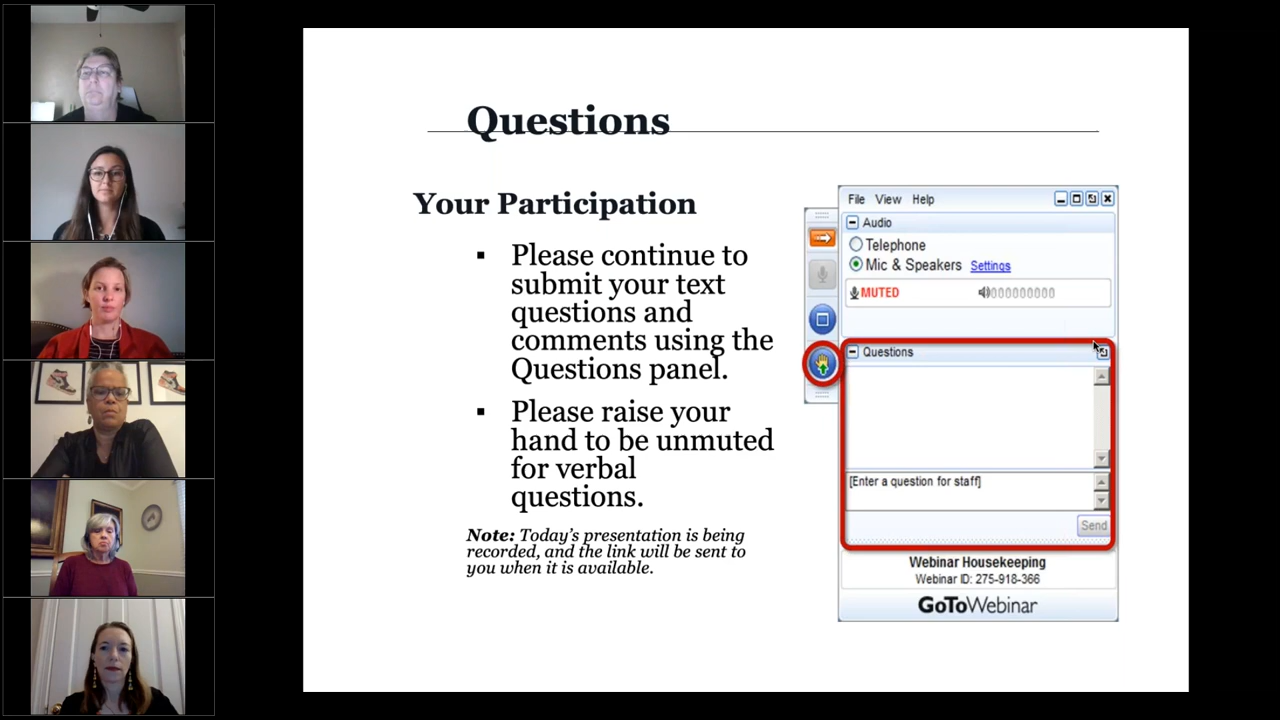 Questions
Your Participation
▪ Please continue to
submit your text
questions and
comments using the
Questions panel.
▪ Please raise your
hand to be unmuted
for verbal
questions.
Note: Today's presentation is being
recorded, and the link will be sent to
you when it is available.
File View Help
Audio
Telephone
Mic & Speakers Settings
MUTED
Questions
[Enter a question for staff]
Send
Webinar Housekeeping
Webinar ID: 275-918-366
GoToWebinar